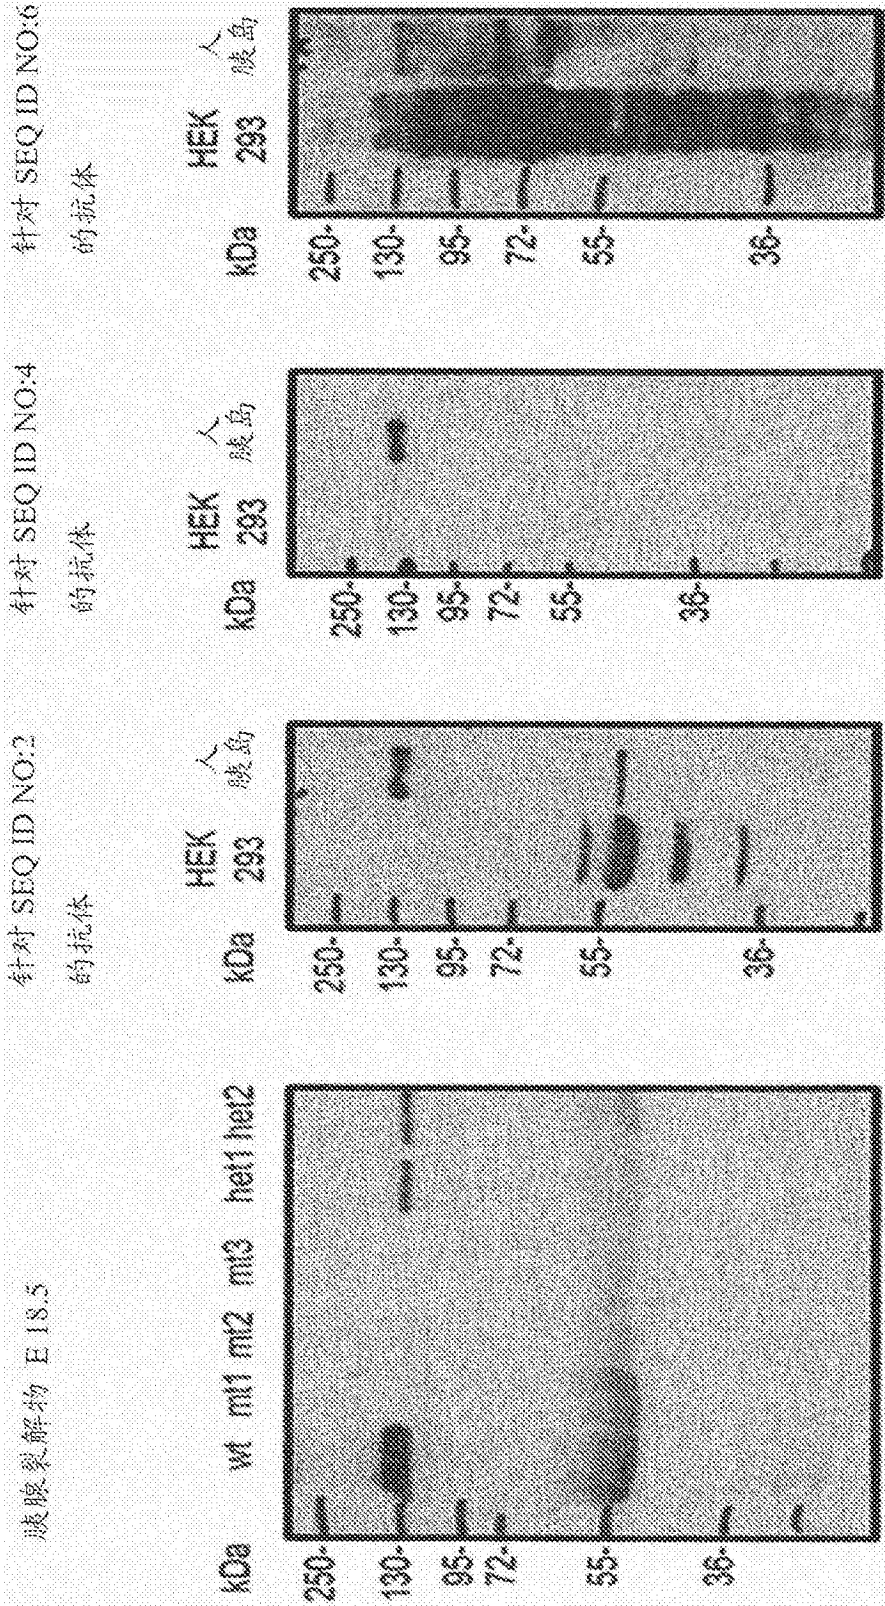 胰腺裂解物 E 18.5
kDa
wt mt1 mt2 mt3 het1 het2
250-
130-
95-
72-
55-
36-
针对 SEQ ID NO:2
的抗体
kDa
HEK
293
人
胰岛
250-
130-
95-
72-
55-
36-
针对 SEQ ID NO:4
的抗体
kDa
HEK
293
人
胰岛
250-
130-
95-
72-
55-
36-
针对 SEQ ID NO:6
的抗体
kDa
HEK
293
人
胰岛
250-
130-
95-
72-
55-
36-